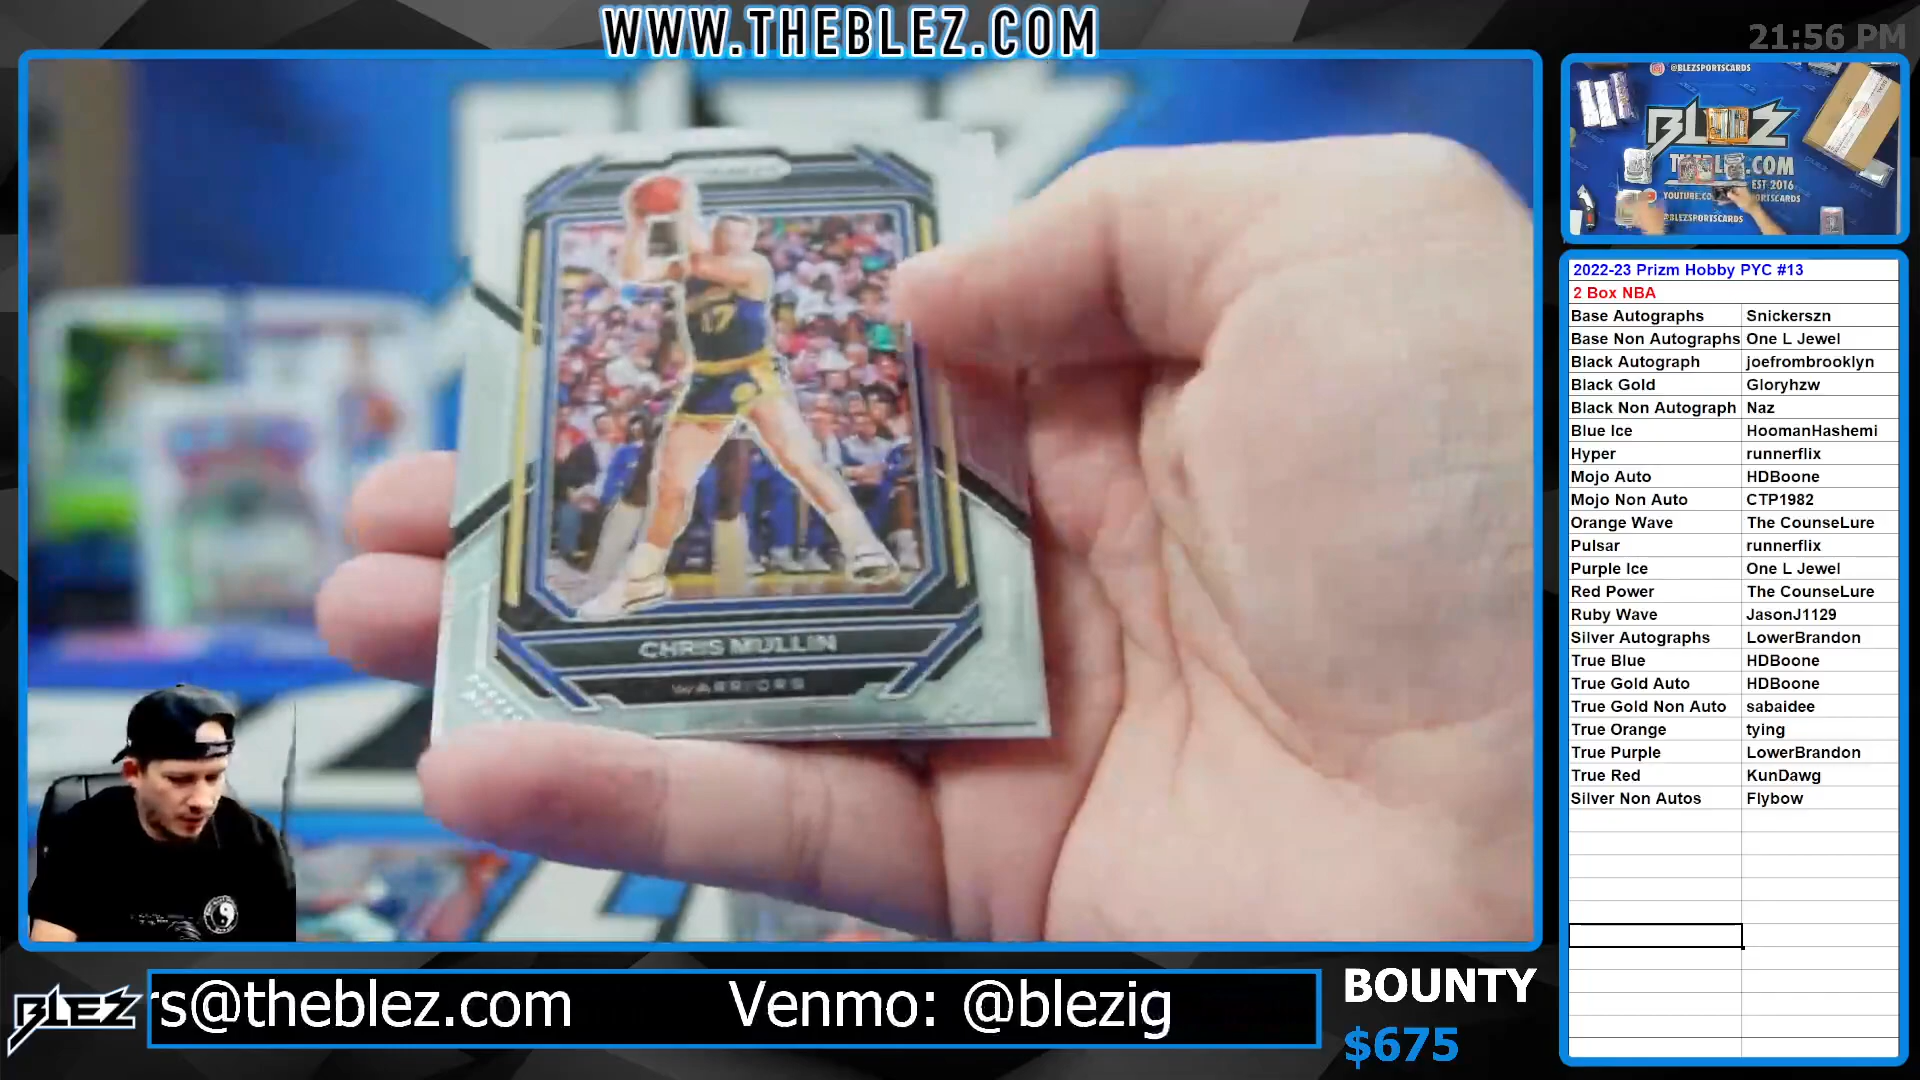 WWW.THEBLEZ.COM
21:56 PM
@BLEZSPORTSCARDS
BLEZ
EST 2016
@BLEZSPORTSCARDS
17
CHRIS MULLIN
WARRIORS
2022-23 Prizm Hobby PYC #13
2 Box NBA
Base Autographs Snickerszn
Base Non Autographs One L Jewel
Black Autograph joefrombrooklyn
Black Gold Gloryhzw
Black Non Autograph Naz
Blue Ice HoomanHashemi
Hyper runnerflix
Mojo Auto HDBoone
Mojo Non Auto CTP1982
Orange Wave The CounseLure
Pulsar runnerflix
Purple Ice One L Jewel
Red Power The CounseLure
Ruby Wave JasonJ1129
Silver Autographs LowerBrandon
True Blue HDBoone
True Gold Auto HDBoone
True Gold Non Auto sabaidee
True Orange tying
True Purple LowerBrandon
True Red KunDawg
Silver Non Autos Flybow
BLEZ
rs@theblez.com Venmo: @blezig
BOUNTY
$675